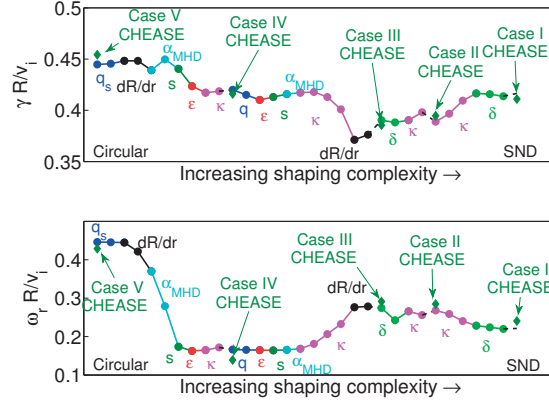 Case V
CHEASE
Case IV
CHEASE
Case III
CHEASE
Case II
CHEASE
Case I
CHEASE
γ R/v_i
0.45
0.4
0.35
q_s
dR/dr
α_MHD
s
ε
κ
q
ε
s
α_MHD
κ
dR/dr
δ
κ
κ
δ
Circular
SND
Increasing shaping complexity →
ω_r R/v_i
0.4
0.3
0.2
0.1
q_s
dR/dr
Case V
CHEASE
α_MHD
Case IV
CHEASE
Case III
CHEASE
Case II
CHEASE
Case I
CHEASE
s
ε
κ
q
ε
s
α_MHD
κ
dR/dr
δ
κ
κ
δ
Circular
SND
Increasing shaping complexity →